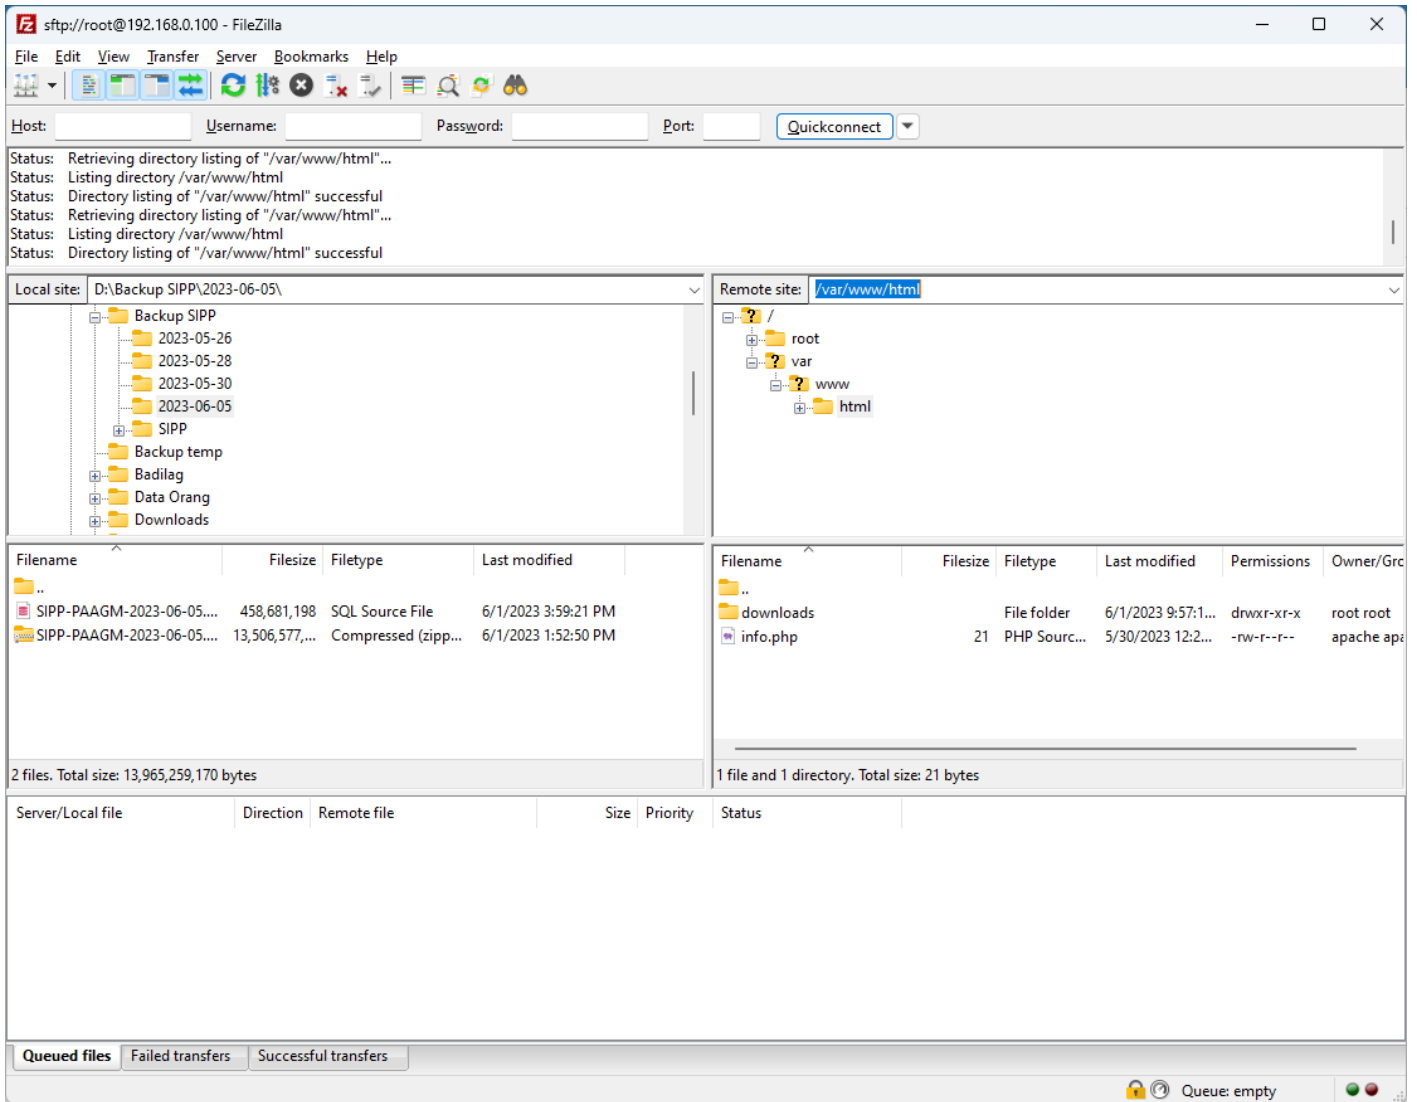 sftp://root@192.168.0.100 - FileZilla
File Edit View Transfer Server Bookmarks Help
Host: Username: Password: Port: Quickconnect
Status: Retrieving directory listing of "/var/www/html"...
Status: Listing directory /var/www/html
Status: Directory listing of "/var/www/html" successful
Status: Retrieving directory listing of "/var/www/html"...
Status: Listing directory /var/www/html
Status: Directory listing of "/var/www/html" successful
Local site: D:\Backup SIPP\2023-06-05\
Backup SIPP
2023-05-26
2023-05-28
2023-05-30
2023-06-05
SIPP
Backup temp
Badilag
Data Orang
Downloads
Remote site: /var/www/html
/
root
var
www
html
Filename Filesize Filetype Last modified
..
SIPP-PAAGM-2023-06-05.... 458,681,198 SQL Source File 6/1/2023 3:59:21 PM
SIPP-PAAGM-2023-06-05.... 13,506,577,... Compressed (zipp... 6/1/2023 1:52:50 PM
2 files. Total size: 13,965,259,170 bytes
Filename Filesize Filetype Last modified Permissions Owner/Gro
..
downloads File folder 6/1/2023 9:57:1... drwxr-xr-x root root
info.php 21 PHP Sourc... 5/30/2023 12:2... -rw-r--r-- apache apa
1 file and 1 directory. Total size: 21 bytes
Server/Local file Direction Remote file Size Priority Status
Queued files Failed transfers Successful transfers
Queue: empty